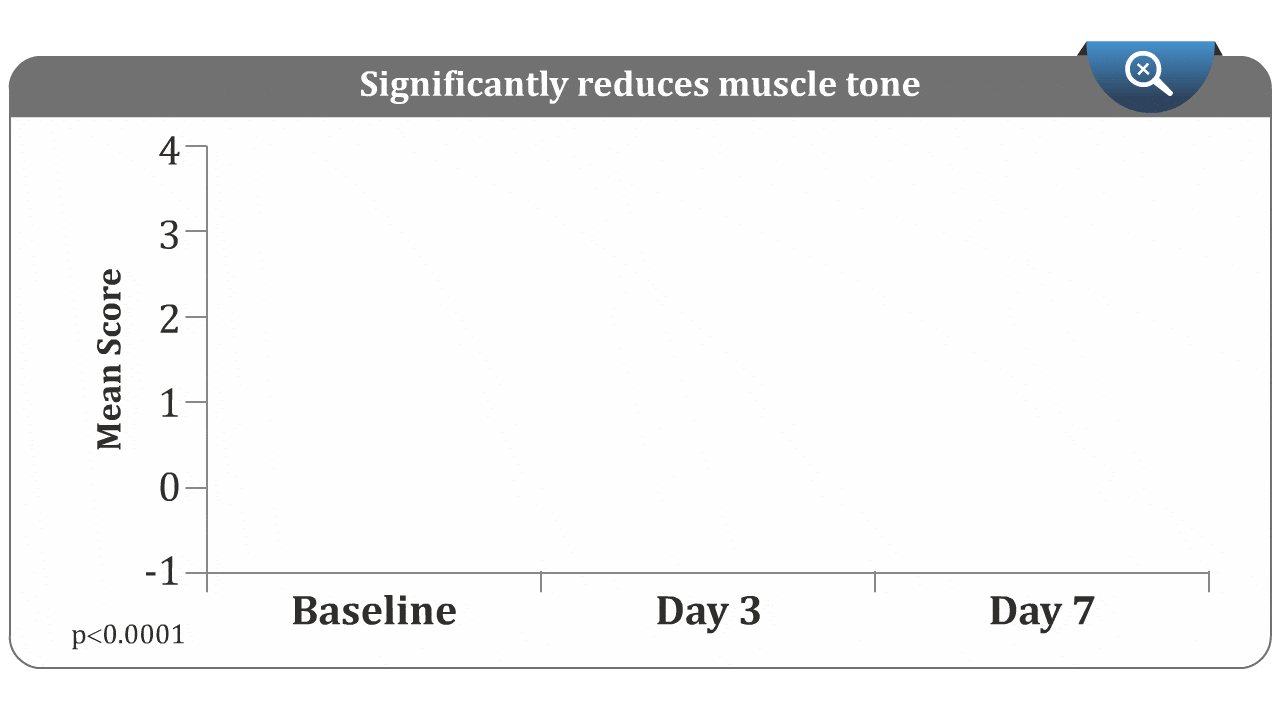 Significantly reduces muscle tone
4
3
2
1
0
-1
Mean Score
Baseline
Day 3
Day 7
p<0.0001